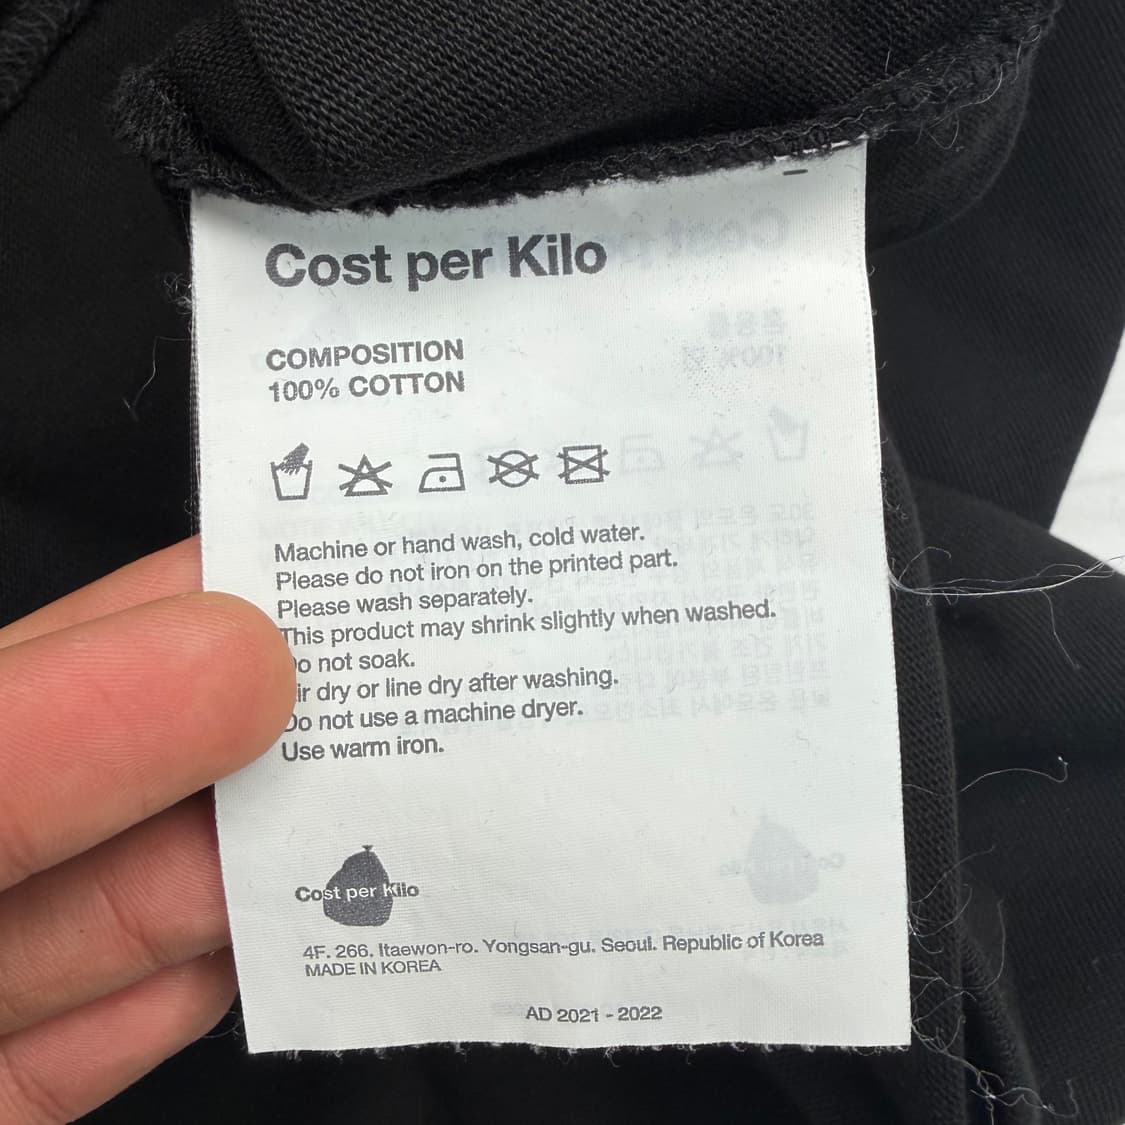 Cost per Kilo
COMPOSITION
100% COTTON
Machine or hand wash, cold water.
Please do not iron on the printed part.
Please wash separately.
This product may shrink slightly when washed.
Do not soak.
Air dry or line dry after washing.
Do not use a machine dryer.
Use warm iron.
Cost per Kilo
4F. 266. Itaewon-ro. Yongsan-gu. Seoul. Republic of Korea
MADE IN KOREA
AD 2021 - 2022